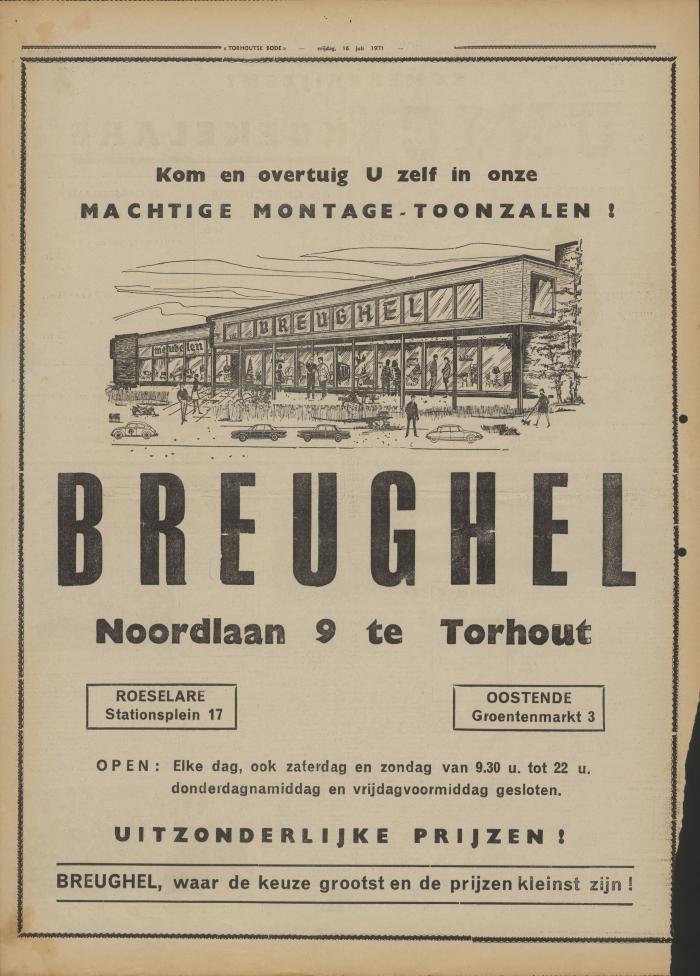 « TORHOUTSE BODE » — vrijdag, 16 juli 1971 —
Kom en overtuig U zelf in onze
MACHTIGE MONTAGE-TOONZALEN !
BREUGHEL
meubelen
BREUGHEL
Noordlaan 9 te Torhout
ROESELARE
Stationsplein 17
OOSTENDE
Groentenmarkt 3
OPEN : Elke dag, ook zaterdag en zondag van 9.30 u. tot 22 u.
donderdagnamiddag en vrijdagvoormiddag gesloten.
UITZONDERLIJKE PRIJZEN !
BREUGHEL, waar de keuze grootst en de prijzen kleinst zijn !